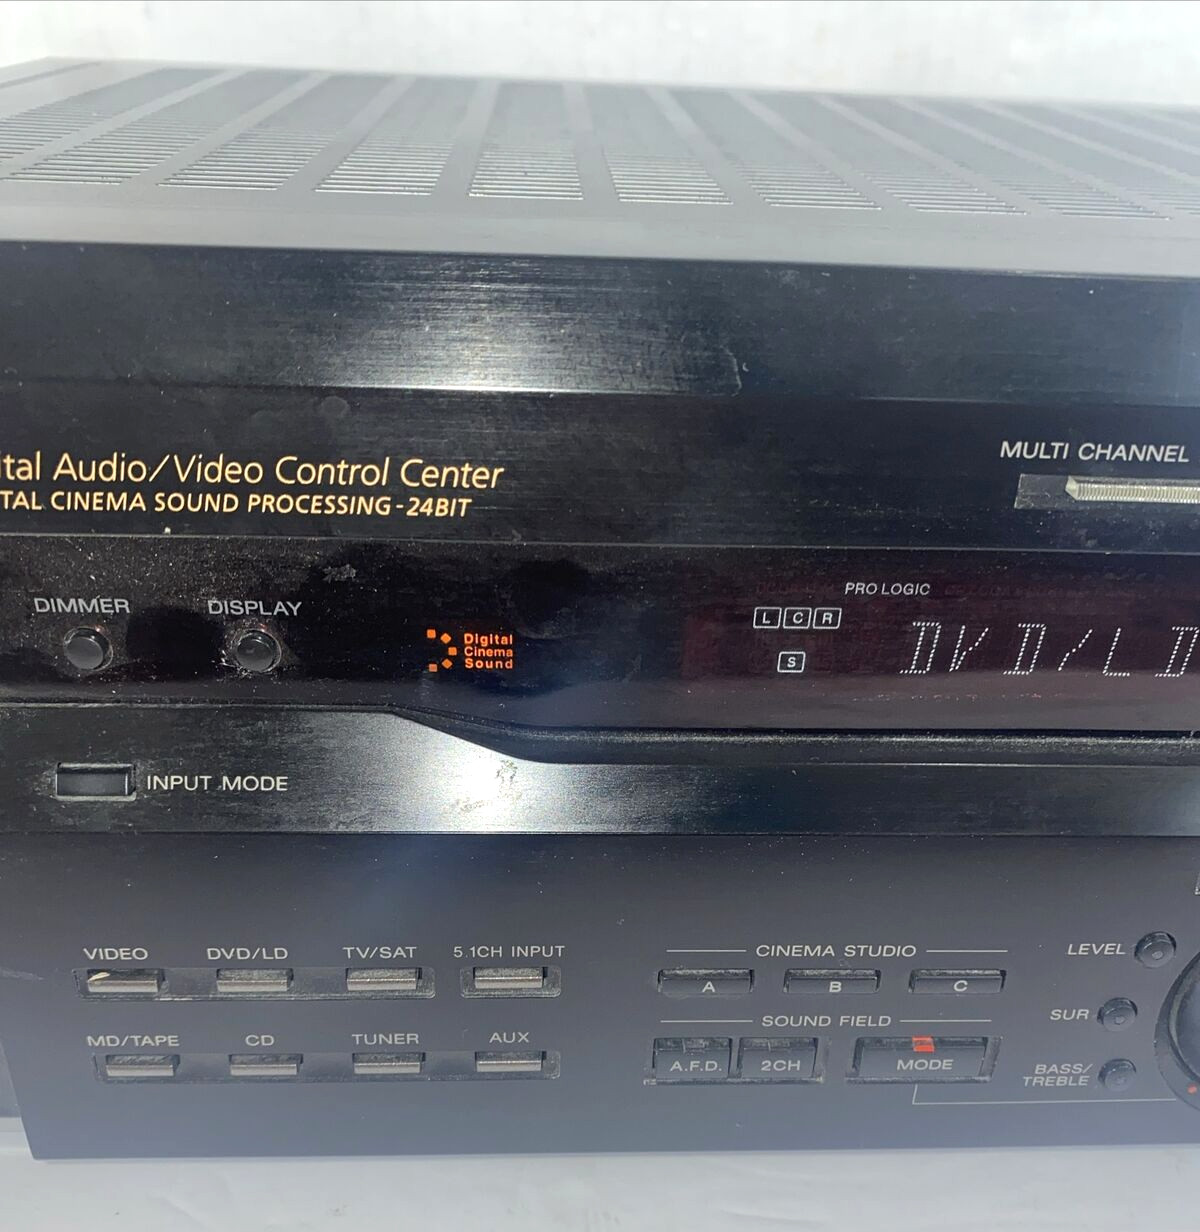 ital Audio/Video Control Center
TAL CINEMA SOUND PROCESSING-24BIT
MULTI CHANNEL
DIMMER
DISPLAY
Digital
Cinema
Sound
PRO LOGIC
L C R
S
DVD/LD
INPUT MODE
VIDEO
DVD/LD
TV/SAT
5.1CH INPUT
MD/TAPE
CD
TUNER
AUX
CINEMA STUDIO
A
B
C
SOUND FIELD
A.F.D.
2CH
MODE
LEVEL
SUR
BASS/
TREBLE